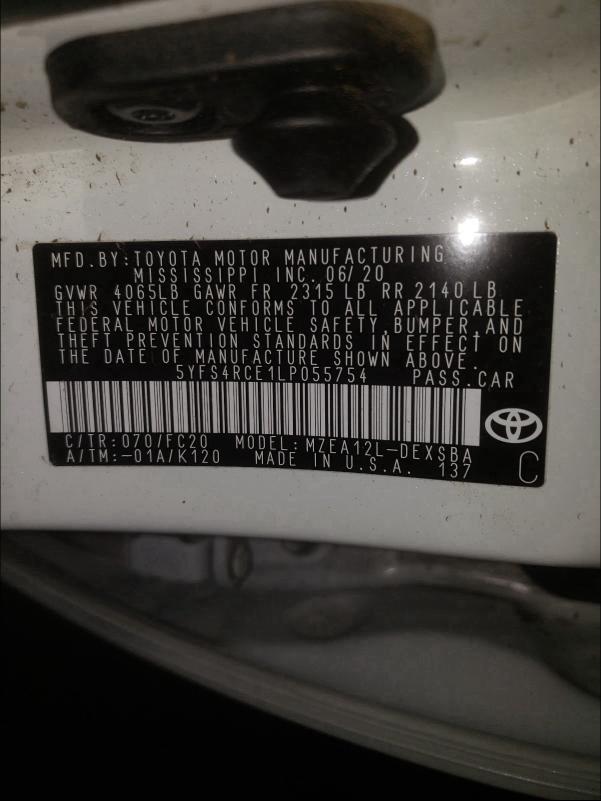 MFD.BY:TOYOTA MOTOR MANUFACTURING
MISSISSIPPI INC. 06/20
GVWR 4065LB GAWR FR 2315 LB RR 2140 LB
THIS VEHICLE CONFORMS TO ALL APPLICABLE
FEDERAL MOTOR VEHICLE SAFETY,BUMPER,AND
THEFT PREVENTION STANDARDS IN EFFECT ON
THE DATE OF MANUFACTURE SHOWN ABOVE.
5YFS4RCE1LP055754 PASS.CAR
C/TR:070/FC20 MODEL:MZEA12L-DEXSBA
A/TM:-01A/K120 MADE IN U.S.A. 137
C